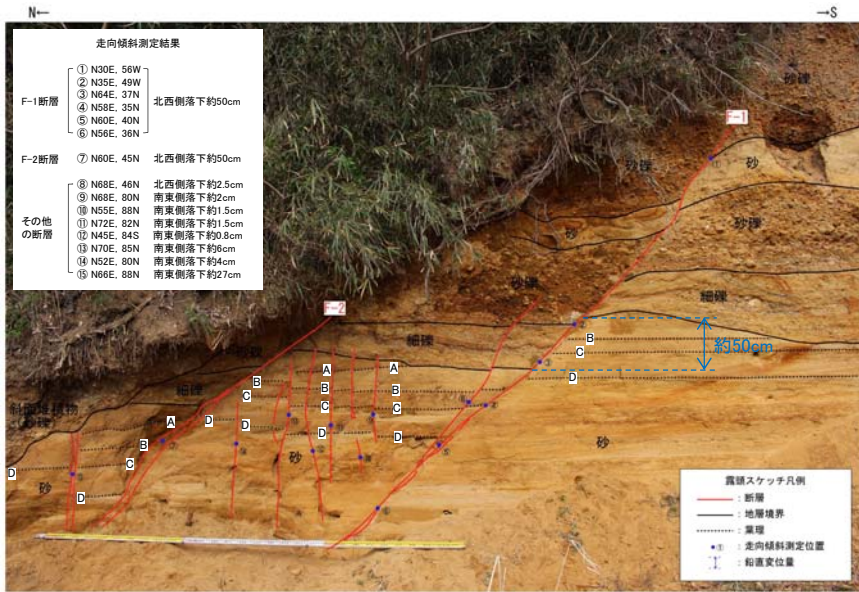 N←
→S
走向傾斜測定結果
F-1断層
① N30E, 56W
② N35E, 49W
③ N64E, 37N
④ N58E, 35N
⑤ N60E, 40N
⑥ N56E, 36N
北西側落下約50cm
F-2断層 ⑦ N60E, 45N 北西側落下約50cm
その他
の断層
⑧ N68E, 46N 北西側落下約2.5cm
⑨ N68E, 80N 南東側落下約2cm
⑩ N55E, 88N 南東側落下約1.5cm
⑪ N72E, 82N 南東側落下約1.5cm
⑫ N45E, 84S 南東側落下約0.8cm
⑬ N70E, 85N 南東側落下約6cm
⑭ N52E, 80N 南東側落下約4cm
⑮ N66E, 88N 南東側落下約27cm
砂礫
F-1
砂礫
砂
砂礫
砂
砂礫
細礫
F-2
細礫
約50cm
B
C
D
細礫
A
A
B
B
B
C
C
C
D
D
D
D
A
B
C
D
D
砂礫
砂
砂
砂
露頭スケッチ凡例
:断層
:地層境界
:葉理
:走向傾斜測定位置
:鉛直変位量